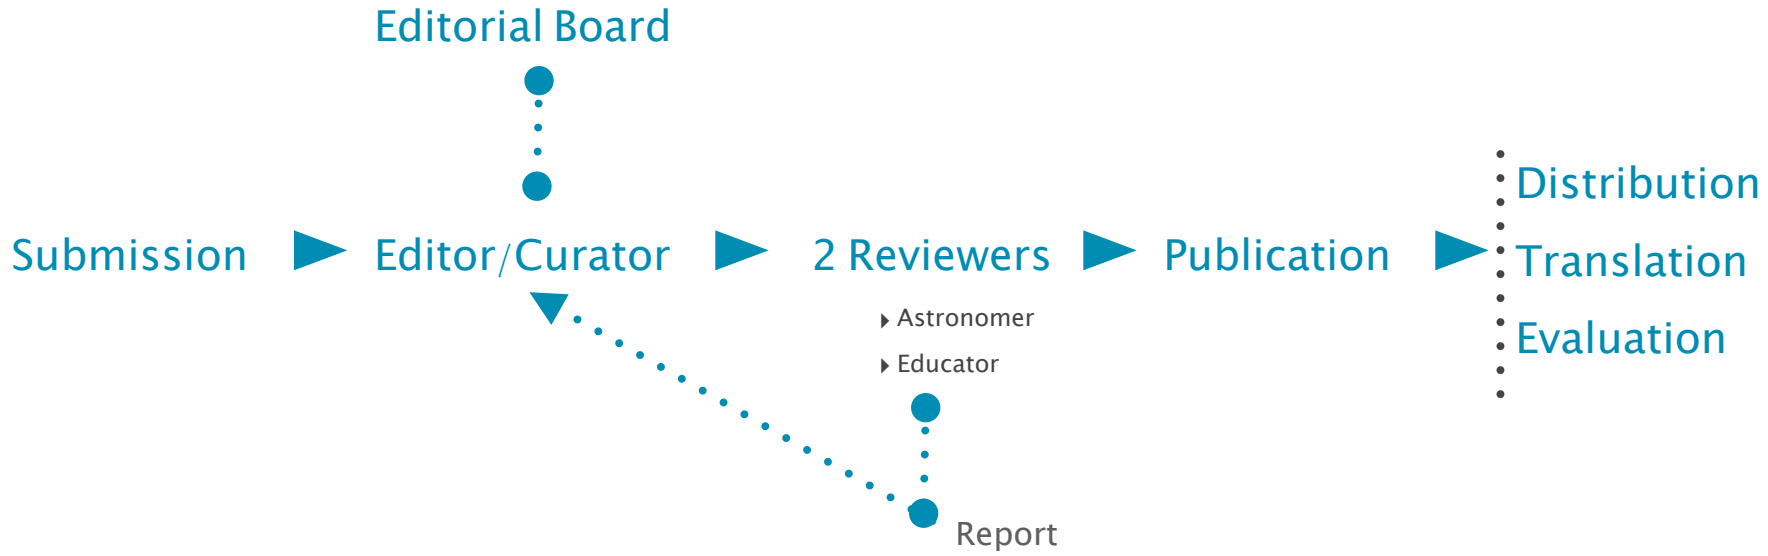 Editorial Board
Submission
Editor/Curator
2 Reviewers
Astronomer
Educator
Report
Publication
Distribution
Translation
Evaluation